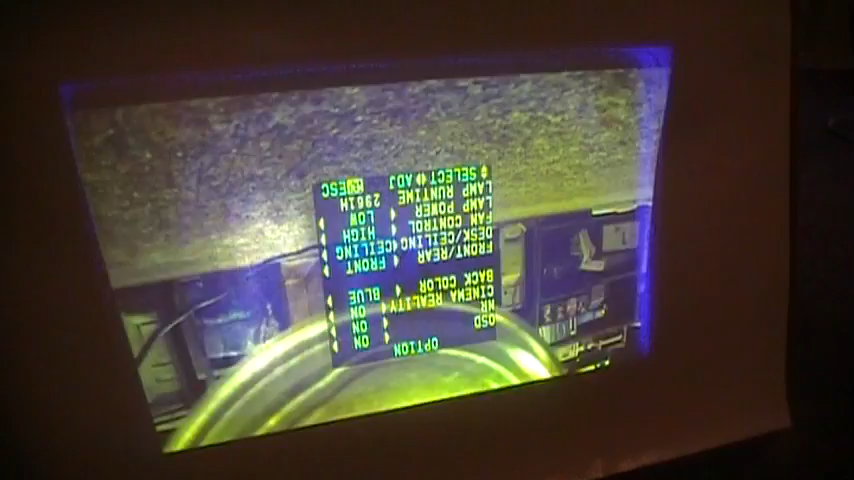 OPTION
OSD ON
NR ON
CINEMA REALITY ON
BACK COLOR BLUE
FRONT/REAR FRONT
DESK/CEILING CEILING
FAN CONTROL HIGH
LAMP POWER LOW
LAMP RUNTIME 2961H
SELECT ADJ ESC